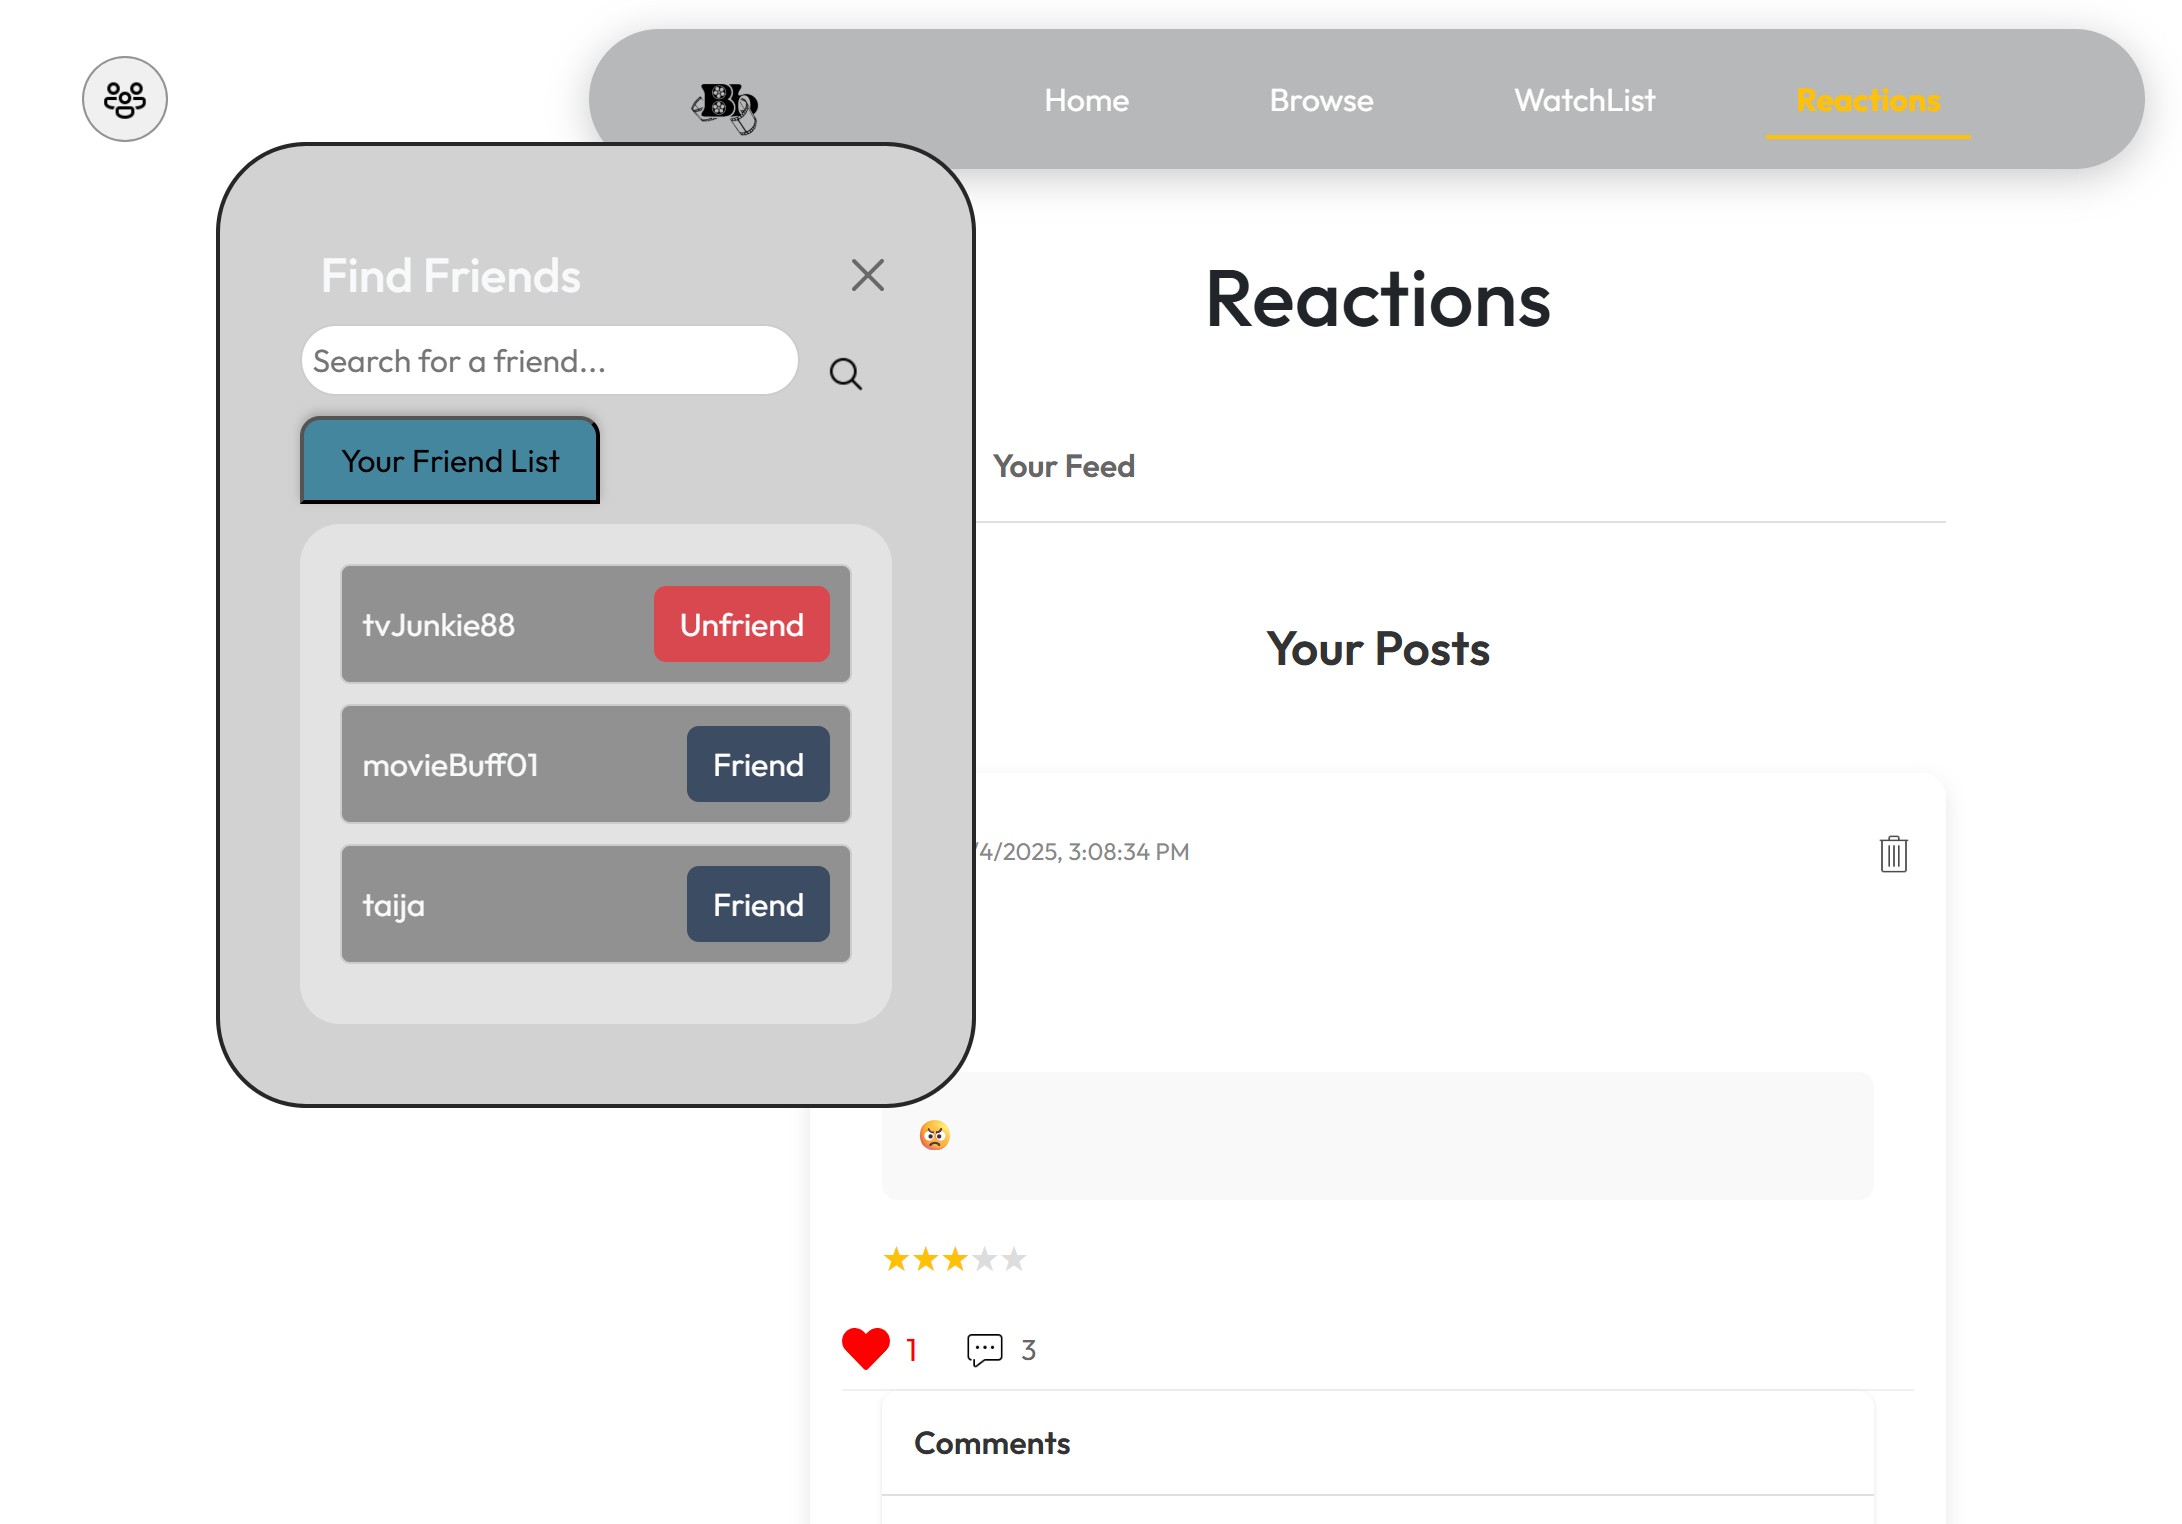 Home Browse WatchList Reactions
Find Friends
Search for a friend...
Your Friend List
tvJunkie88 Unfriend
movieBuff01 Friend
taija Friend
Reactions
Your Feed
Your Posts
/4/2025, 3:08:34 PM
1 3
Comments